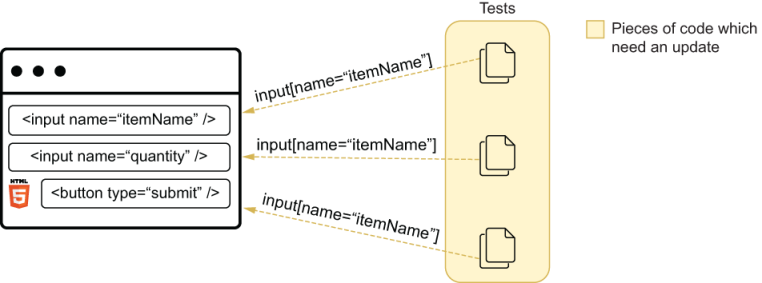 Tests
Pieces of code which
need an update
input[name=“itemName”]
<input name=“itemName” />
input[name=“itemName”]
<input name=“quantity” />
HTML
5
<button type=“submit” />
input[name=“itemName”]